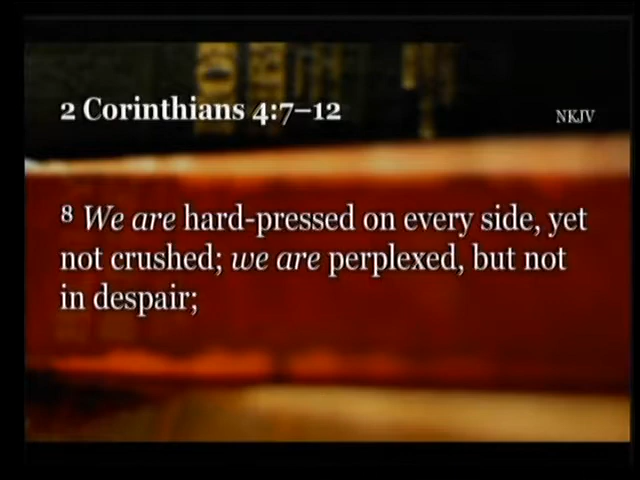 2 Corinthians 4:7–12
NKJV
8 We are hard-pressed on every side, yet
not crushed; we are perplexed, but not
in despair;